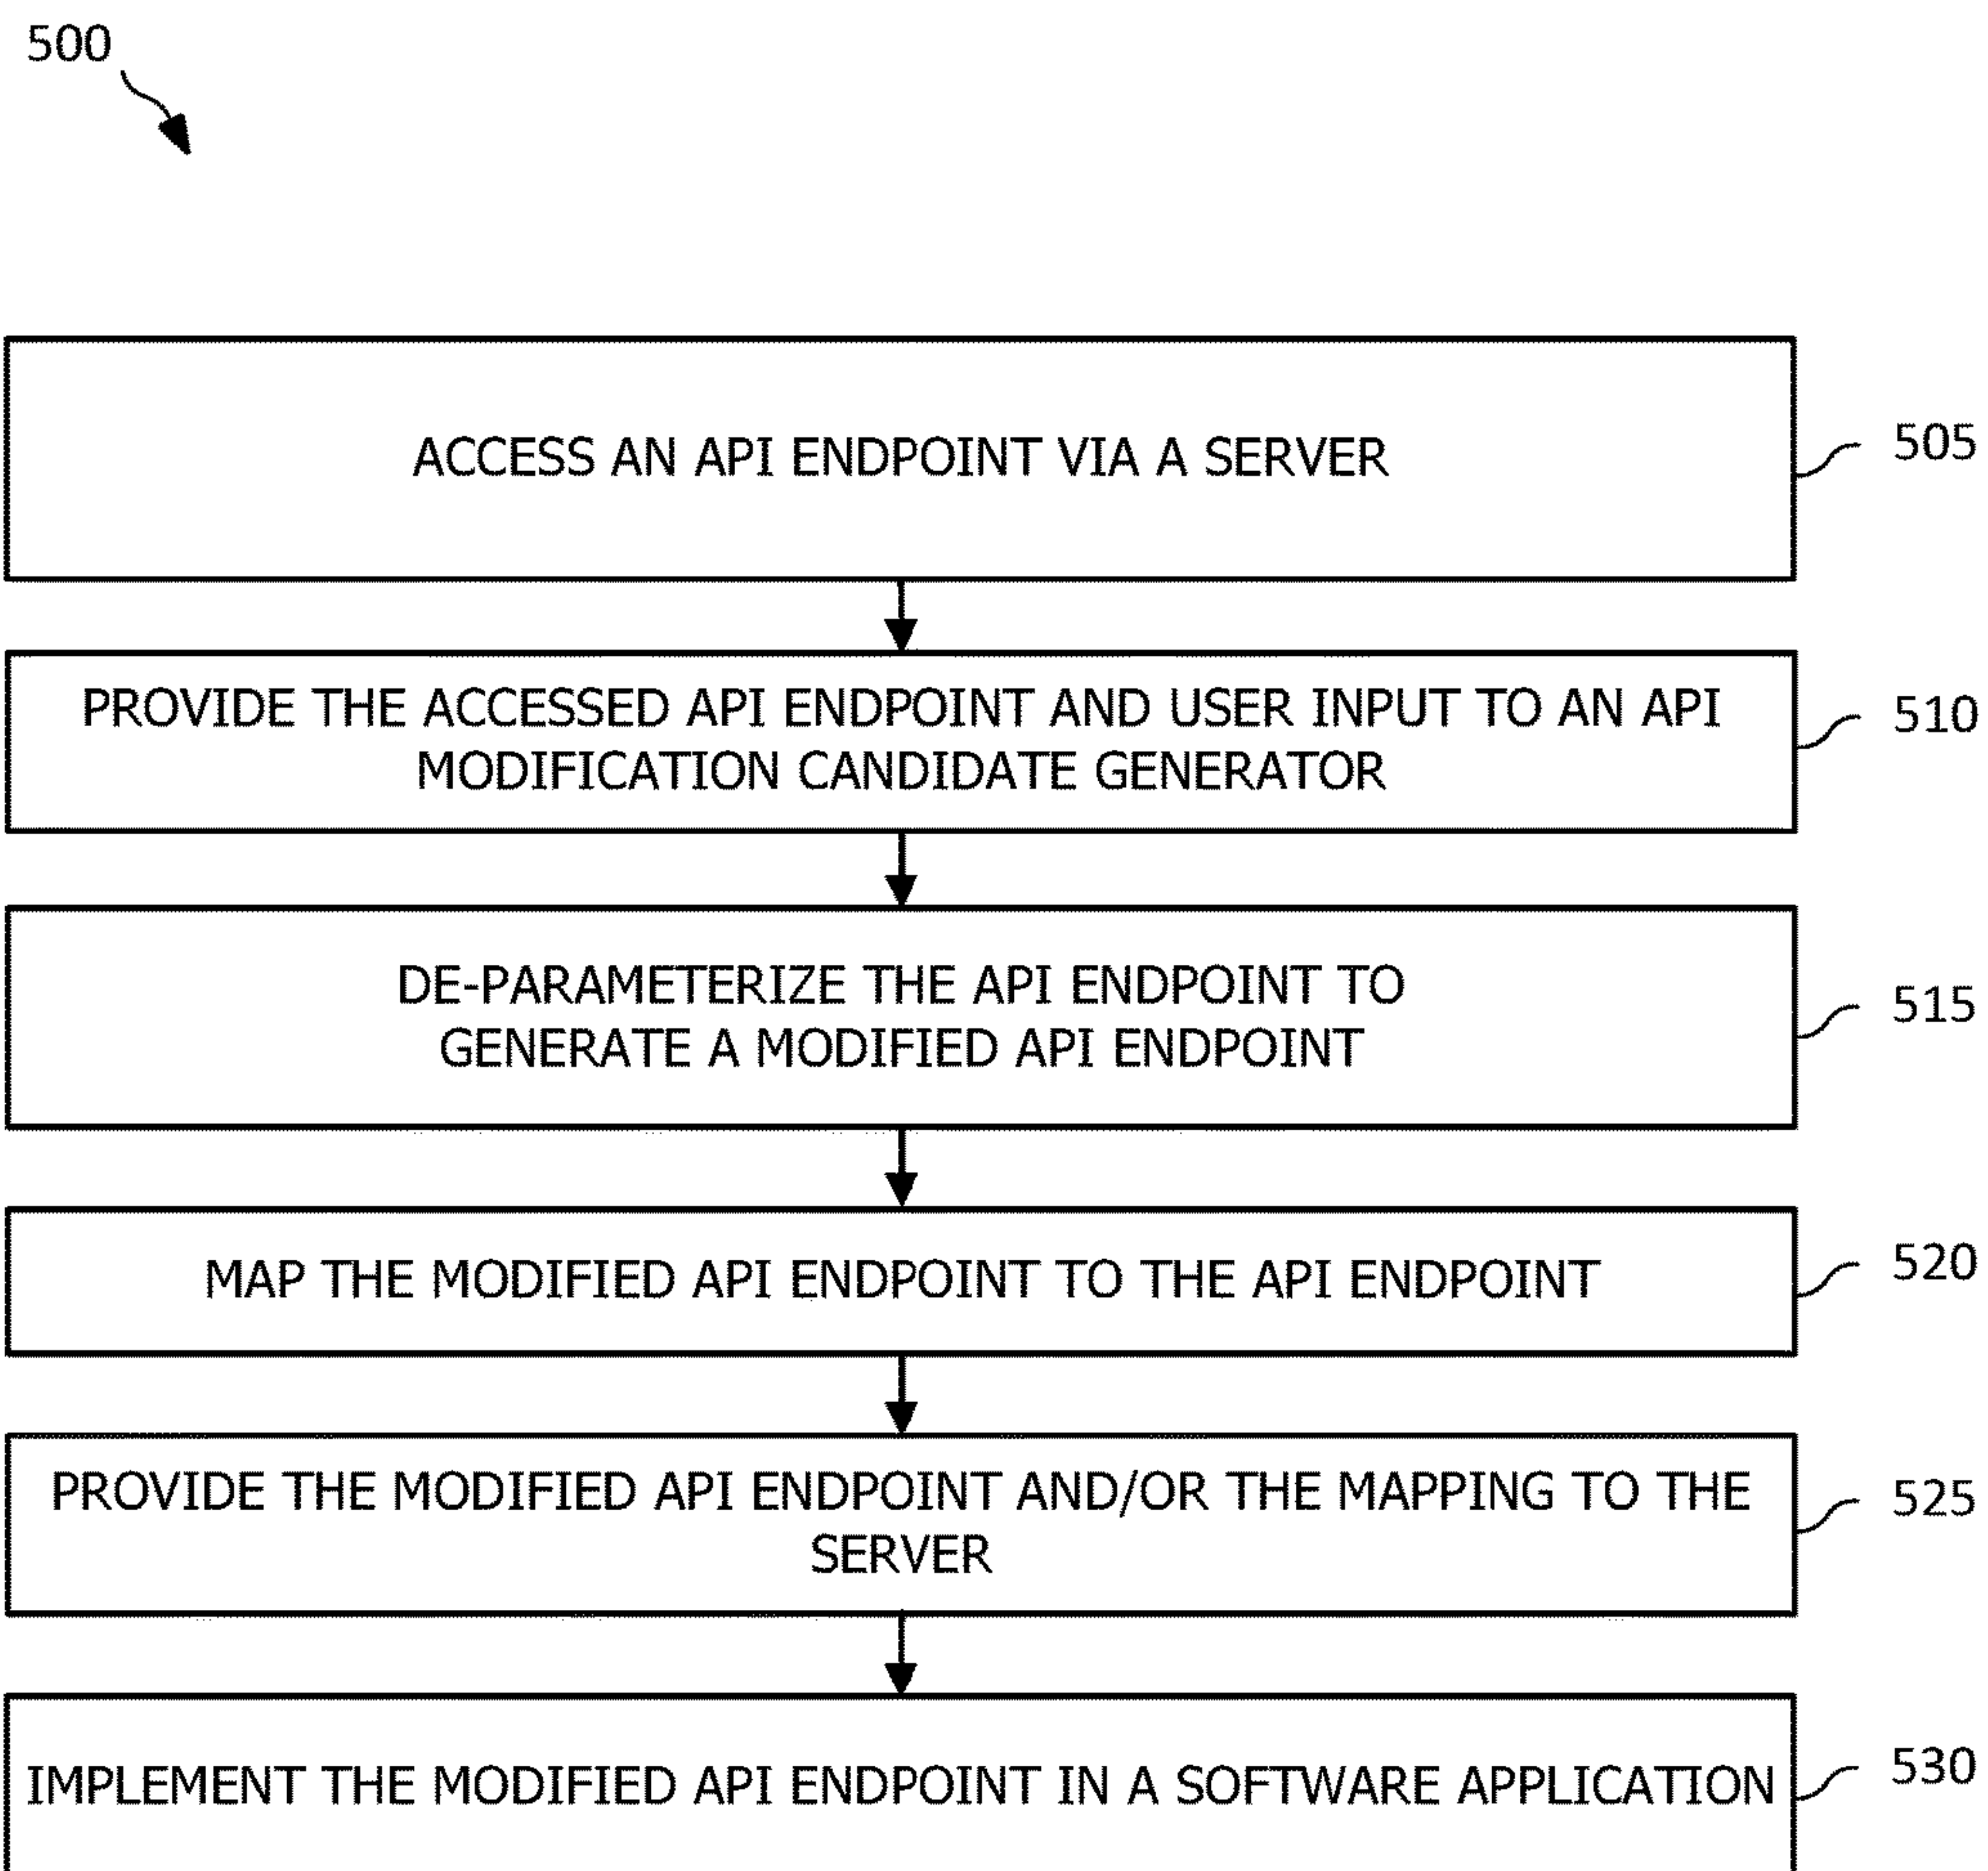 500
ACCESS AN API ENDPOINT VIA A SERVER
505
PROVIDE THE ACCESSED API ENDPOINT AND USER INPUT TO AN API
MODIFICATION CANDIDATE GENERATOR
510
DE-PARAMETERIZE THE API ENDPOINT TO
GENERATE A MODIFIED API ENDPOINT
515
MAP THE MODIFIED API ENDPOINT TO THE API ENDPOINT
520
PROVIDE THE MODIFIED API ENDPOINT AND/OR THE MAPPING TO THE
SERVER
525
IMPLEMENT THE MODIFIED API ENDPOINT IN A SOFTWARE APPLICATION
530